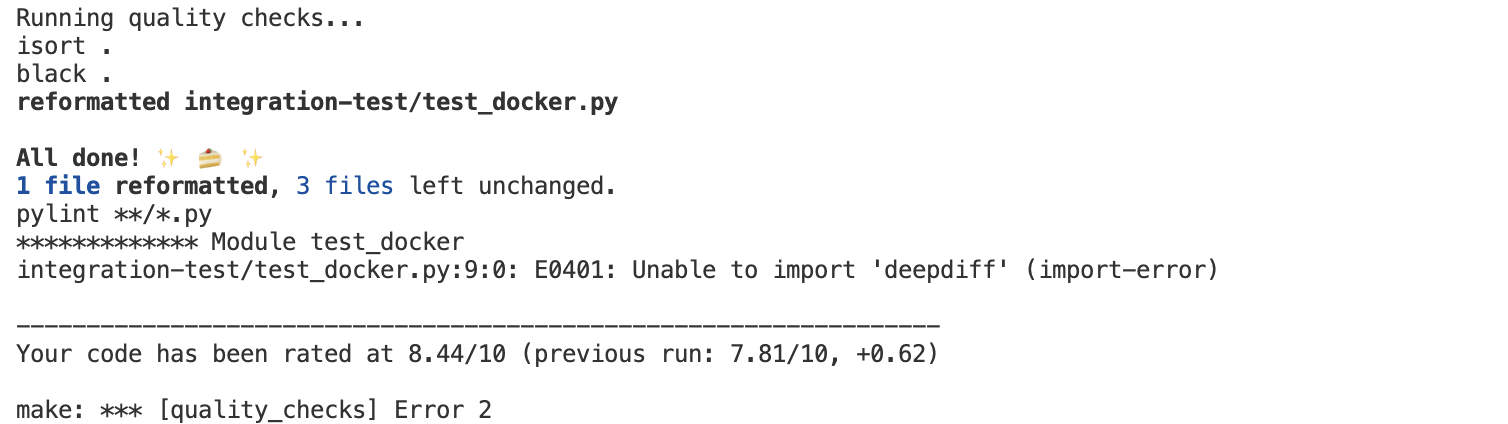 Running quality checks...
isort .
black .
reformatted integration-test/test_docker.py
All done! ✨ 🍰 ✨
1 file reformatted, 3 files left unchanged.
pylint **/*.py
************* Module test_docker
integration-test/test_docker.py:9:0: E0401: Unable to import 'deepdiff' (import-error)
------------------------------------------------------------------
Your code has been rated at 8.44/10 (previous run: 7.81/10, +0.62)
make: *** [quality_checks] Error 2